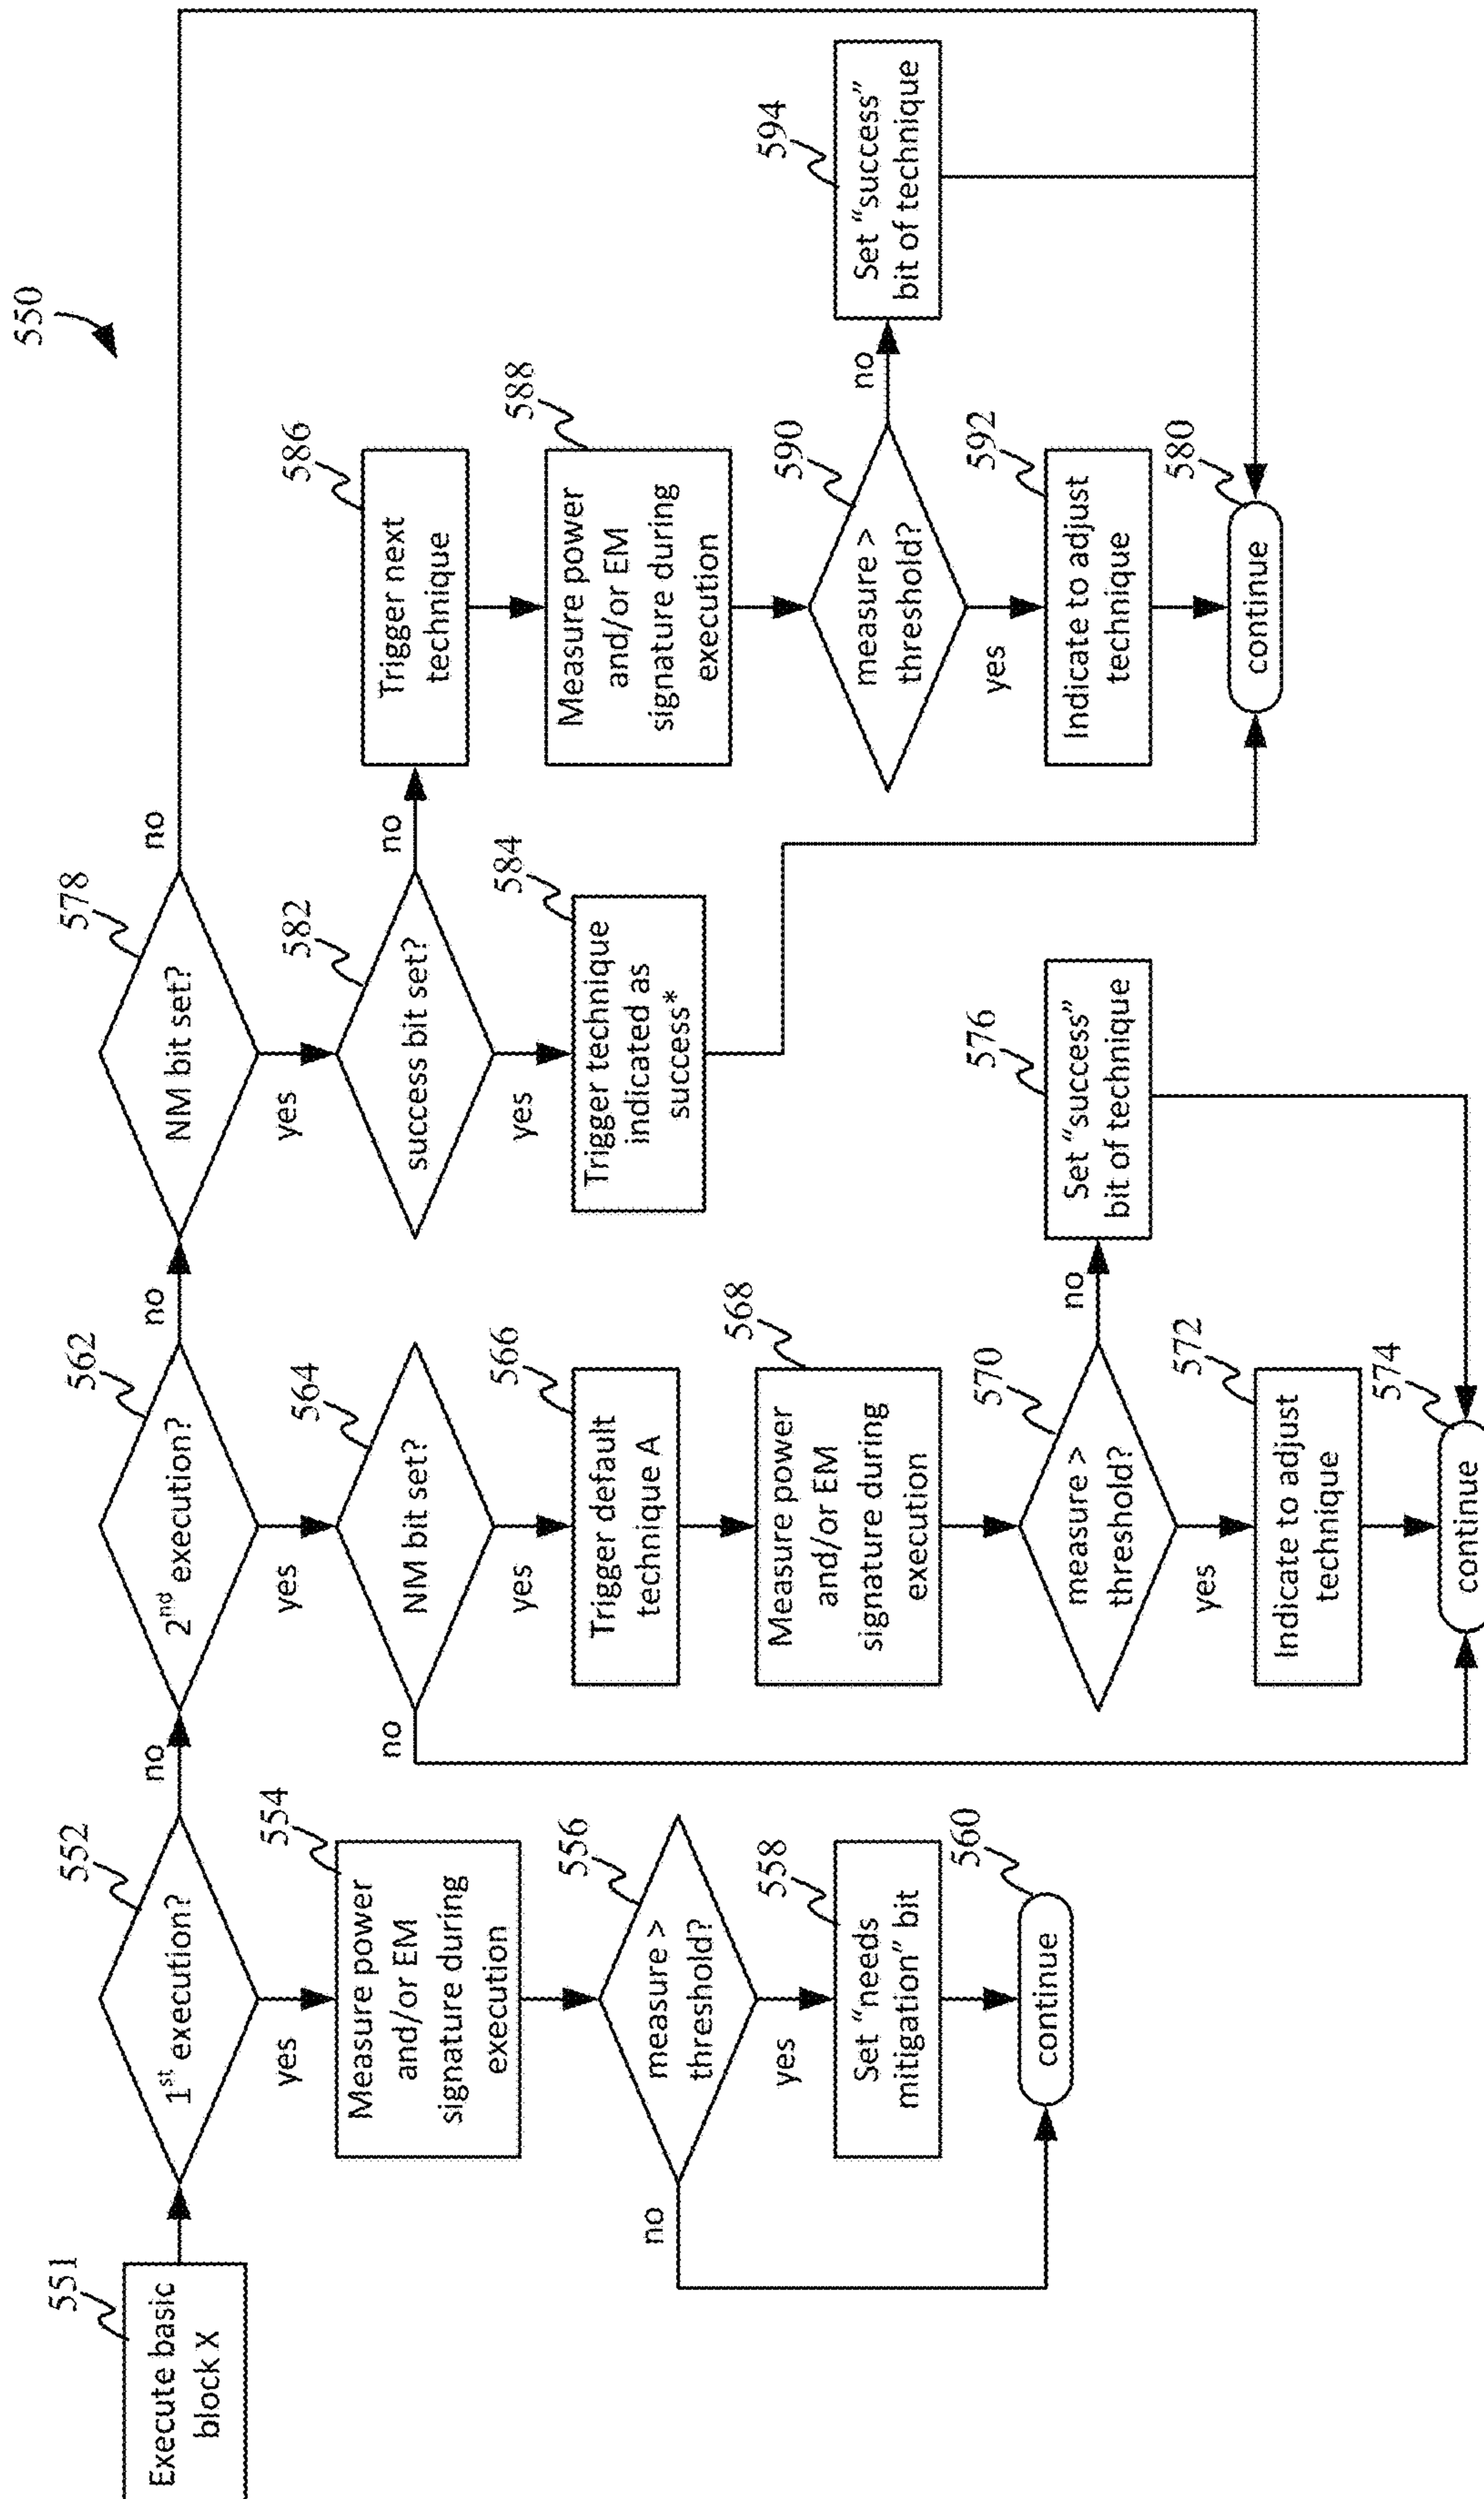 550
551
Execute basic
block X
552
1st execution?
no
yes
554
Measure power
and/or EM
signature during
execution
556
measure >
threshold?
no
yes
558
Set “needs
mitigation” bit
560
continue
562
2nd execution?
no
yes
564
NM bit set?
no
yes
566
Trigger default
technique A
568
Measure power
and/or EM
signature during
execution
570
measure >
threshold?
no
yes
572
Indicate to adjust
technique
574
continue
576
Set “success”
bit of technique
578
NM bit set?
no
yes
582
success bit set?
no
yes
584
Trigger technique
indicated as
success*
586
Trigger next
technique
588
Measure power
and/or EM
signature during
execution
590
measure >
threshold?
no
yes
592
Indicate to adjust
technique
580
continue
594
Set “success”
bit of technique